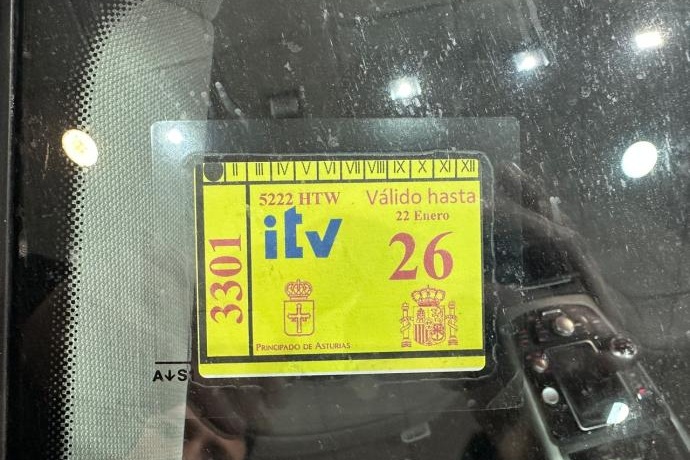 II III IV V VI VII VIII IX X XI XII
5222 HTW
Válido hasta
22 Enero
26
itv
3301
PRINCIPADO DE ASTURIAS